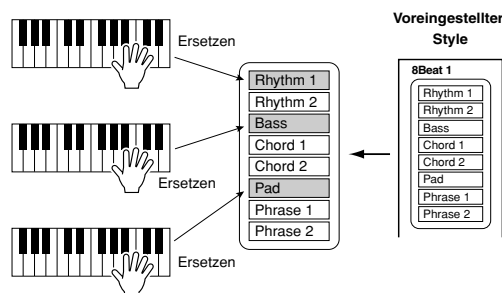 Ersetzen
Ersetzen
Ersetzen
Rhythm 1
Rhythm 2
Bass
Chord 1
Chord 2
Pad
Phrase 1
Phrase 2
Voreingestellter
Style
8Beat 1
Rhythm 1
Rhythm 2
Bass
Chord 1
Chord 2
Pad
Phrase 1
Phrase 2